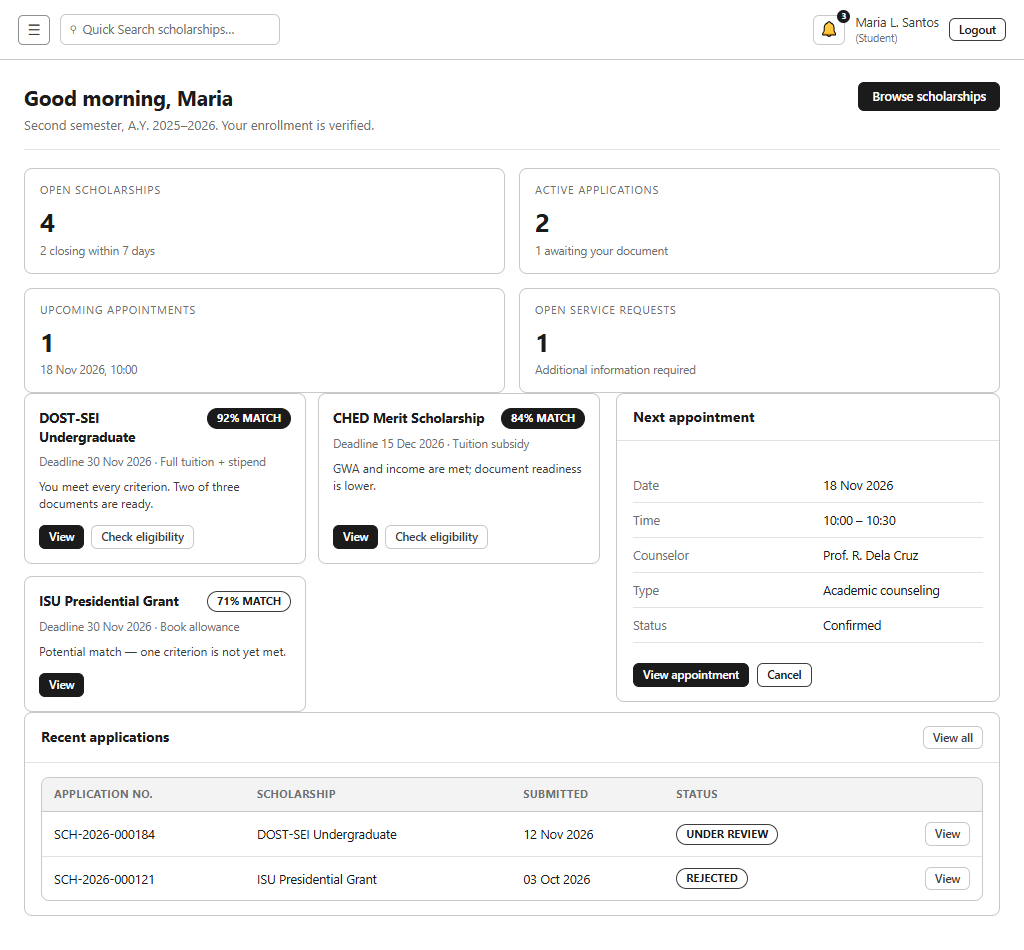 ☰
Quick Search scholarships...
3
Maria L. Santos
(Student)
Logout
Good morning, Maria
Second semester, A.Y. 2025–2026. Your enrollment is verified.
Browse scholarships
OPEN SCHOLARSHIPS
4
2 closing within 7 days
ACTIVE APPLICATIONS
2
1 awaiting your document
UPCOMING APPOINTMENTS
1
18 Nov 2026, 10:00
OPEN SERVICE REQUESTS
1
Additional information required
DOST-SEI
Undergraduate
92% MATCH
Deadline 30 Nov 2026 · Full tuition + stipend
You meet every criterion. Two of three
documents are ready.
View
Check eligibility
CHED Merit Scholarship
84% MATCH
Deadline 15 Dec 2026 · Tuition subsidy
GWA and income are met; document readiness
is lower.
View
Check eligibility
ISU Presidential Grant
71% MATCH
Deadline 30 Nov 2026 · Book allowance
Potential match — one criterion is not yet met.
View
Next appointment
Date 18 Nov 2026
Time 10:00 – 10:30
Counselor Prof. R. Dela Cruz
Type Academic counseling
Status Confirmed
View appointment
Cancel
Recent applications
View all
APPLICATION NO. SCHOLARSHIP SUBMITTED STATUS
SCH-2026-000184 DOST-SEI Undergraduate 12 Nov 2026 UNDER REVIEW View
SCH-2026-000121 ISU Presidential Grant 03 Oct 2026 REJECTED View